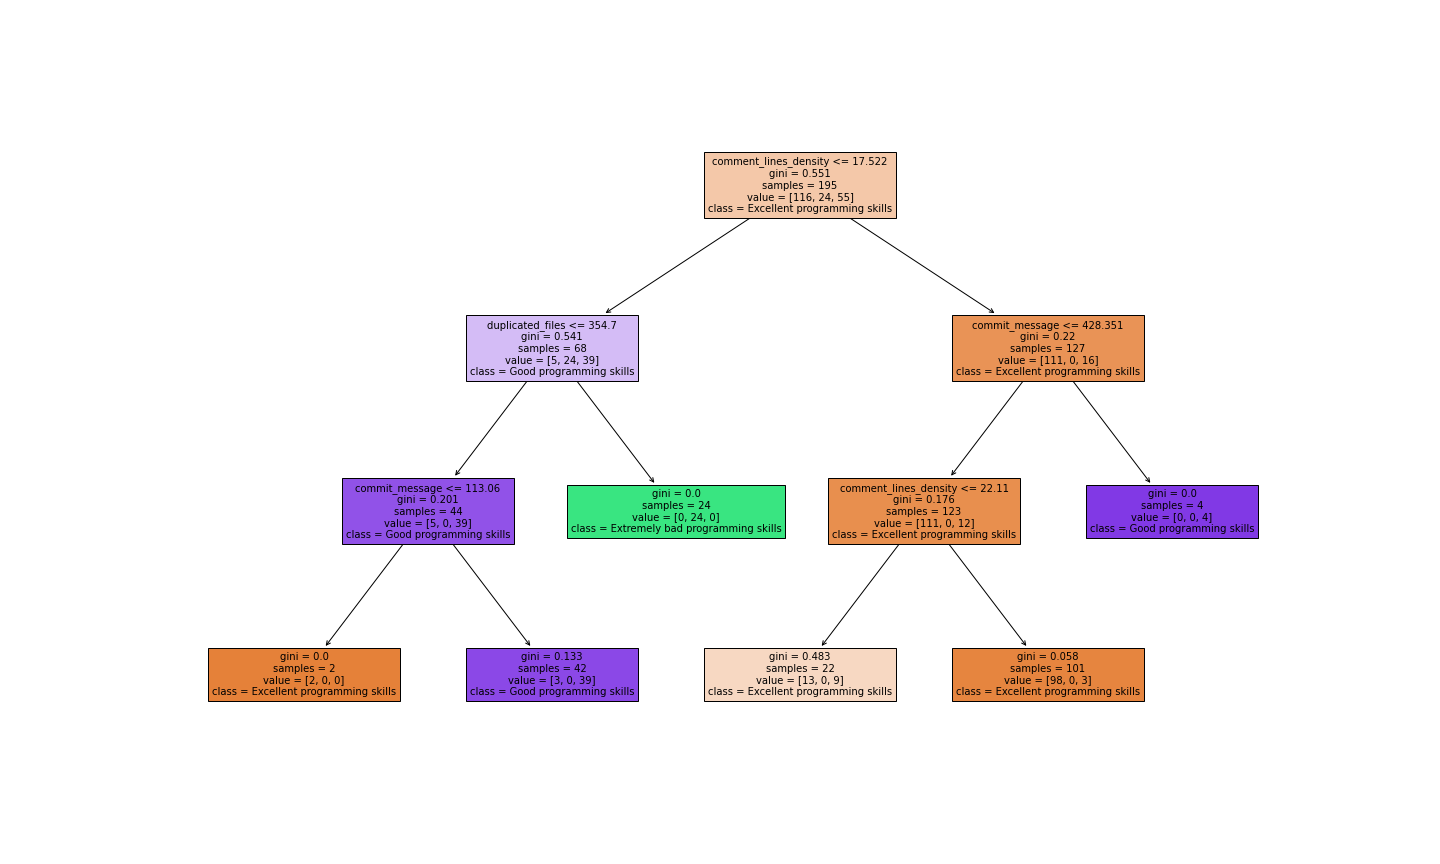 comment_lines_density <= 17.522
gini = 0.551
samples = 195
value = [116, 24, 55]
class = Excellent programming skills
duplicated_files <= 354.7
gini = 0.541
samples = 68
value = [5, 24, 39]
class = Good programming skills
commit_message <= 428.351
gini = 0.22
samples = 127
value = [111, 0, 16]
class = Excellent programming skills
commit_message <= 113.06
gini = 0.201
samples = 44
value = [5, 0, 39]
class = Good programming skills
gini = 0.0
samples = 24
value = [0, 24, 0]
class = Extremely bad programming skills
comment_lines_density <= 22.11
gini = 0.176
samples = 123
value = [111, 0, 12]
class = Excellent programming skills
gini = 0.0
samples = 4
value = [0, 0, 4]
class = Good programming skills
gini = 0.0
samples = 2
value = [2, 0, 0]
class = Excellent programming skills
gini = 0.133
samples = 42
value = [3, 0, 39]
class = Good programming skills
gini = 0.483
samples = 22
value = [13, 0, 9]
class = Excellent programming skills
gini = 0.058
samples = 101
value = [98, 0, 3]
class = Excellent programming skills